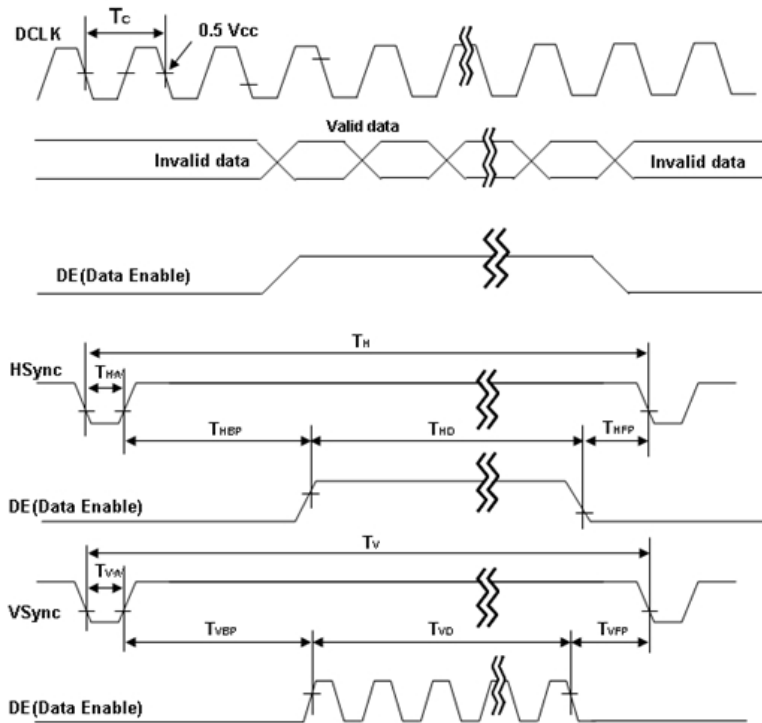 Tc
DCLK
0.5 Vcc
Valid data
Invalid data
Invalid data
DE(Data Enable)
TH
HSync
THW
THBP
THD
THFP
DE(Data Enable)
TV
TVW
VSync
TVBP
TVD
TVFP
DE(Data Enable)